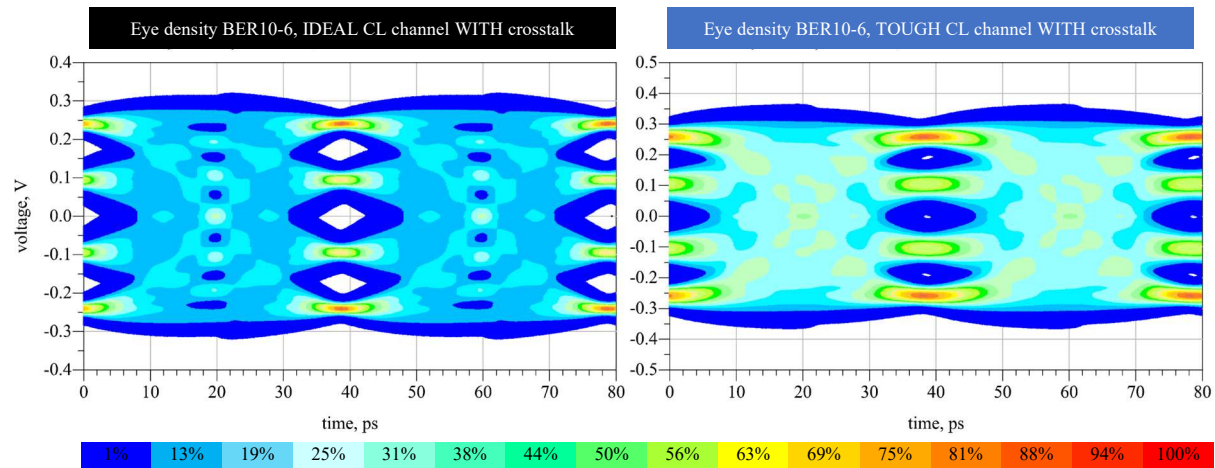 Eye density BER10-6, IDEAL CL channel WITH crosstalk
Eye density BER10-6, TOUGH CL channel WITH crosstalk
0.4
0.3
0.2
0.1
0.0
-0.1
-0.2
-0.3
-0.4
voltage, V
0 10 20 30 40 50 60 70 80
time, ps
0.5
0.4
0.3
0.2
0.1
0.0
-0.1
-0.2
-0.3
-0.4
-0.5
0 10 20 30 40 50 60 70 80
time, ps
1% 13% 19% 25% 31% 38% 44% 50% 56% 63% 69% 75% 81% 88% 94% 100%